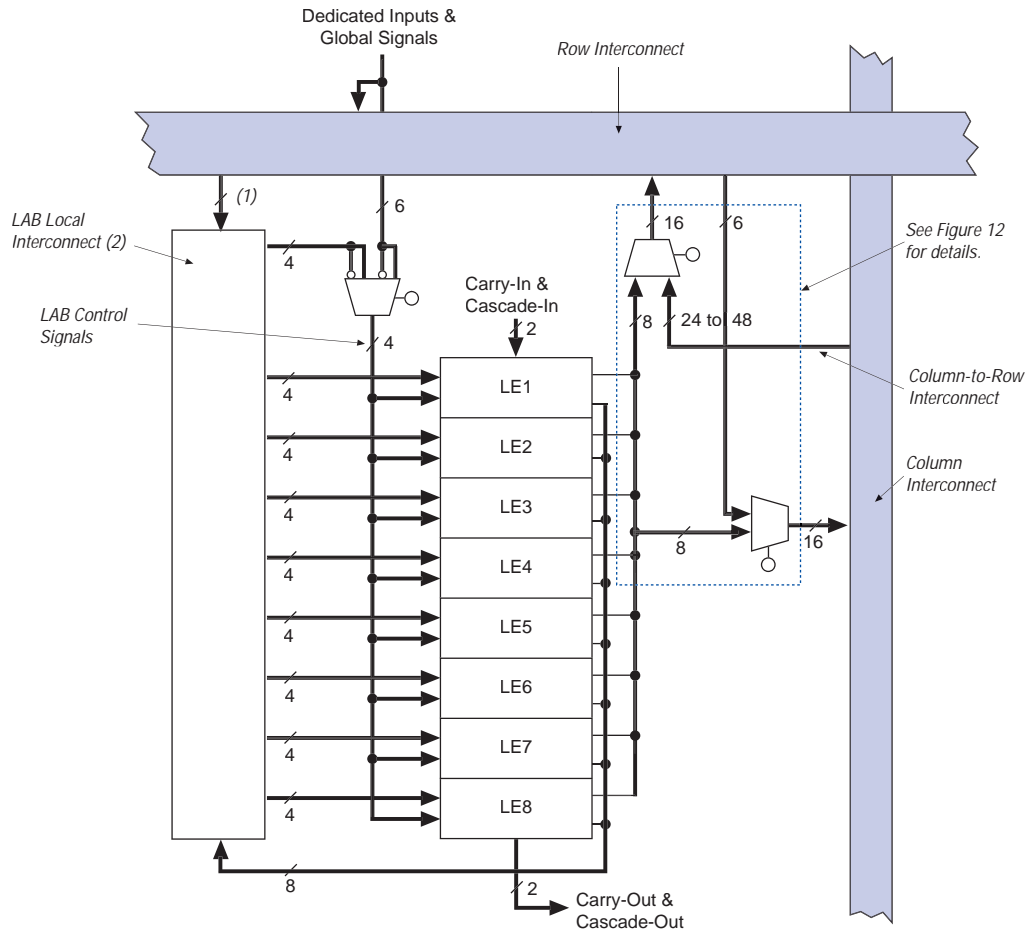 Dedicated Inputs &
Global Signals
Row Interconnect
(1)
6
16
6
LAB Local
Interconnect (2)
See Figure 12
for details.
4
Carry-In &
Cascade-In
LAB Control
Signals
2
8
24 to 48
4
Column-to-Row
Interconnect
LE1
4
LE2
4
Column
Interconnect
LE3
4
8
16
LE4
4
LE5
4
LE6
4
LE7
4
LE8
4
8
2
Carry-Out &
Cascade-Out